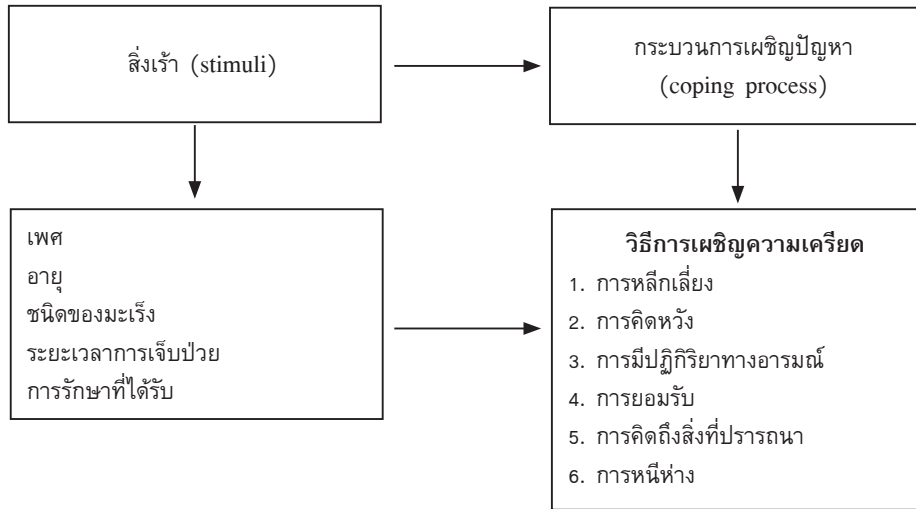 สิ่งเร้า (stimuli)
กระบวนการเผชิญปัญหา
(coping process)
เพศ
อายุ
ชนิดของมะเร็ง
ระยะเวลาการเจ็บป่วย
การรักษาที่ได้รับ
วิธีการเผชิญความเครียด
1. การหลีกเลี่ยง
2. การคิดหวัง
3. การมีปฏิกิริยาทางอารมณ์
4. การยอมรับ
5. การคิดถึงสิ่งที่ปรารถนา
6. การหนีห่าง